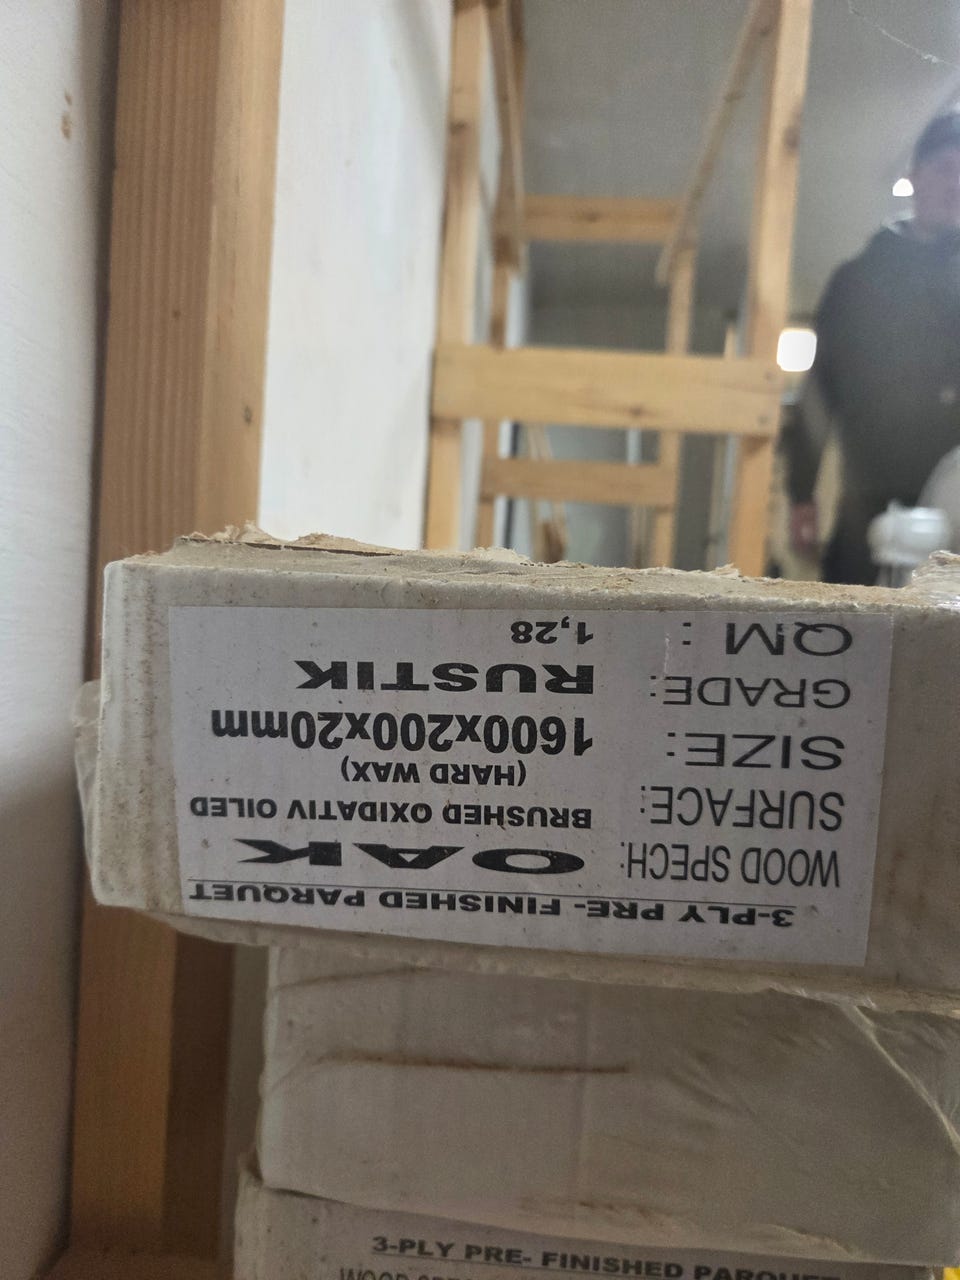 3-PLY PRE- FINISHED PARQUET
WOOD SPECH: OAK
SURFACE: BRUSHED OXIDATIV OILED
(HARD WAX)
SIZE: 1600x200x20mm
GRADE: RUSTIK
QM : 1,28
3-PLY PRE- FINISHED PARQUE